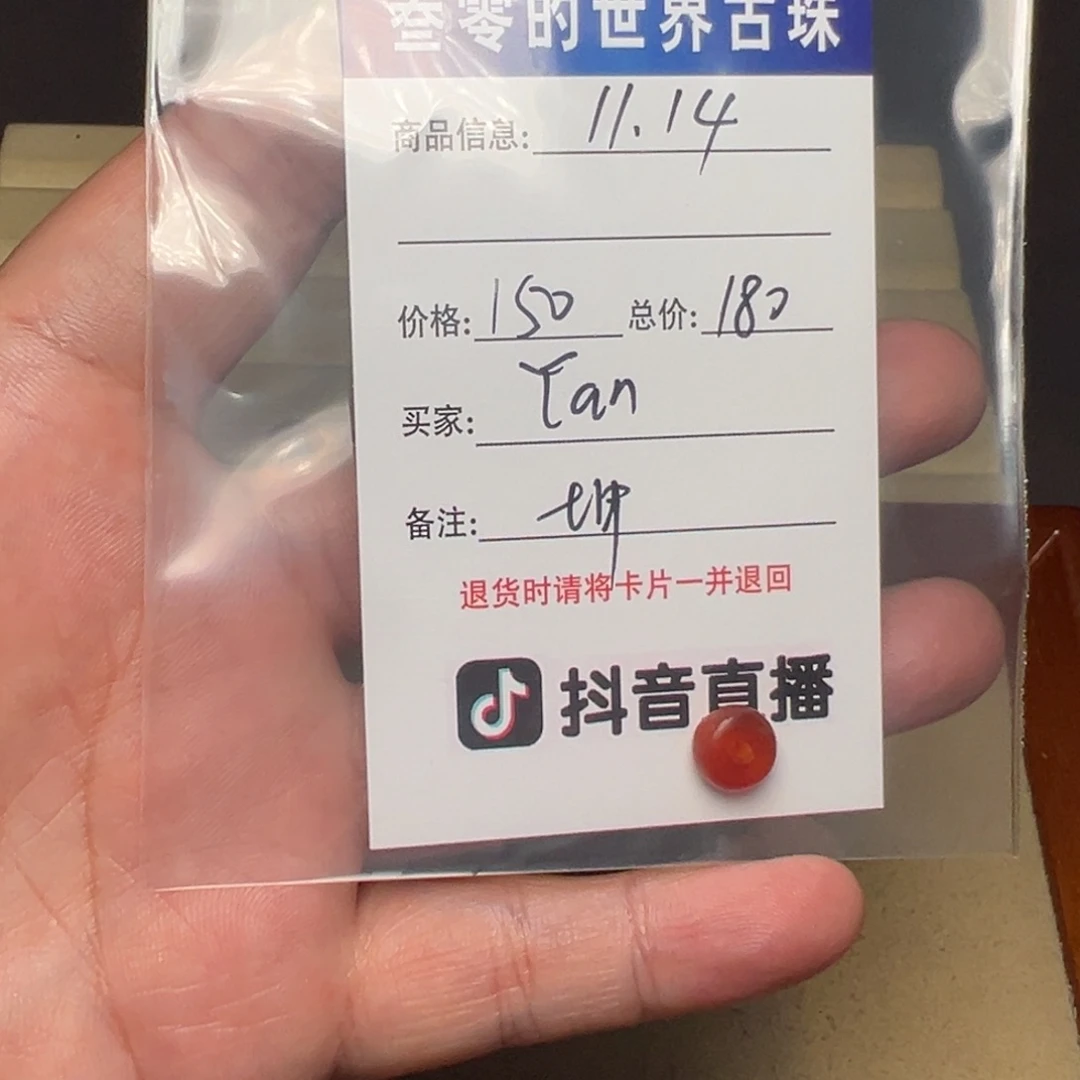 叁零的世界古珠
商品信息: 11.14
价格: 150 总价: 180
买家: Yan
备注: 坤
退货时请将卡片一并退回
抖音直播